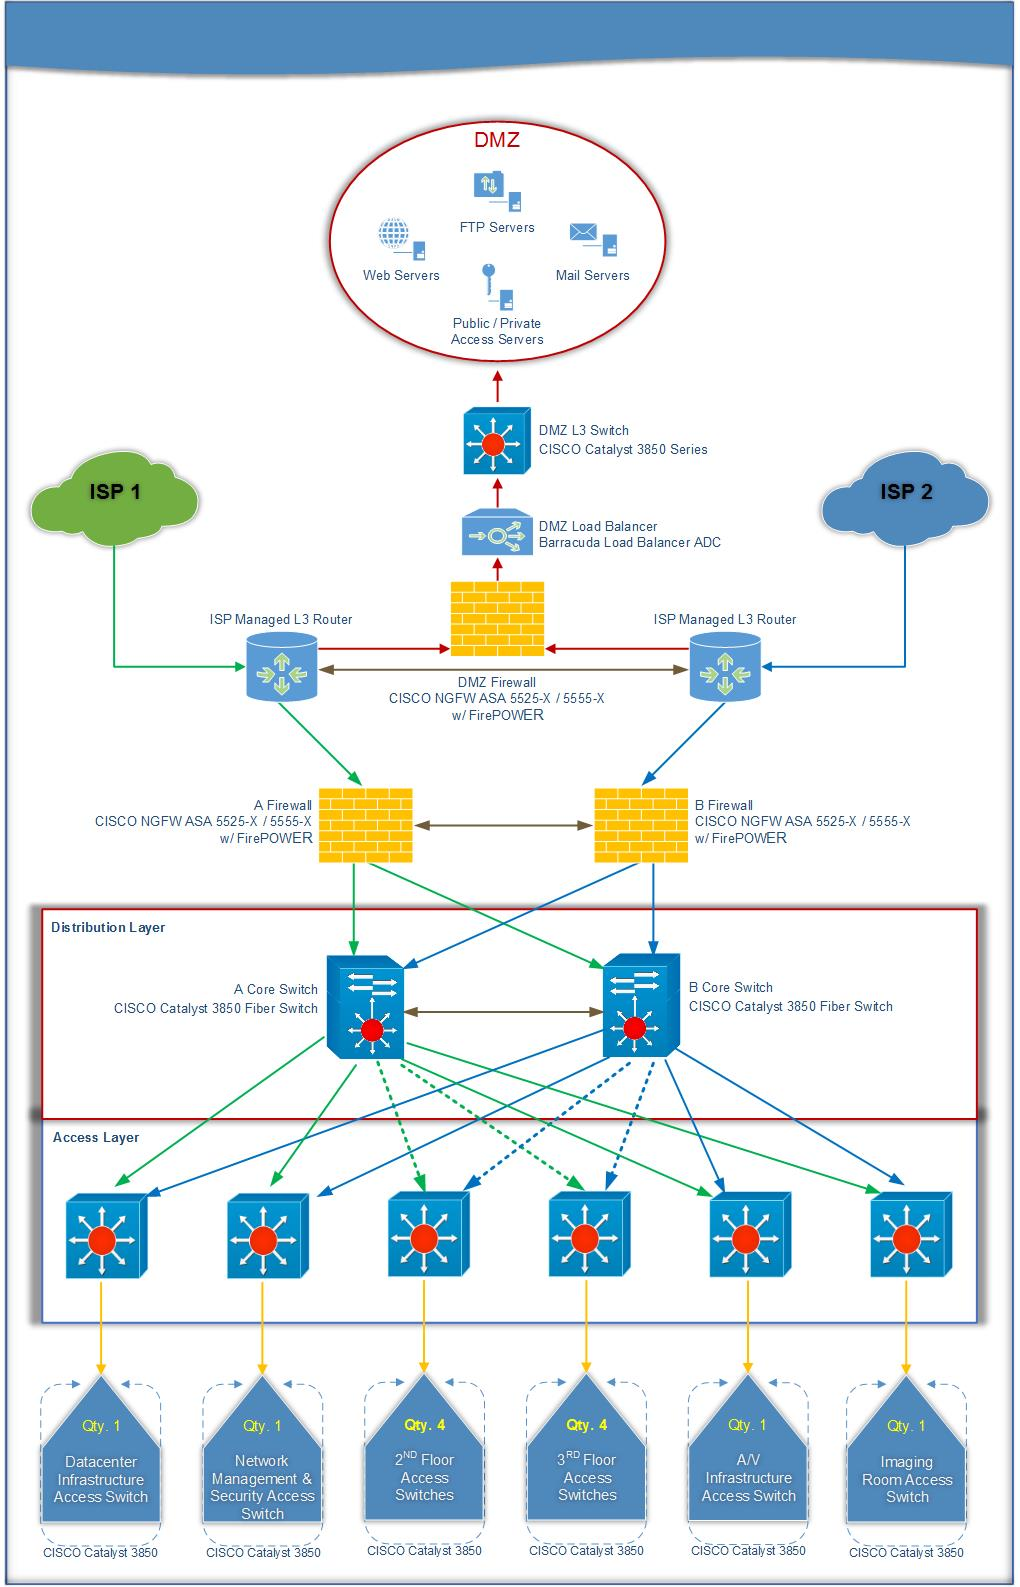 DMZ
FTP Servers
Web Servers
Mail Servers
Public / Private
Access Servers
DMZ L3 Switch
CISCO Catalyst 3850 Series
ISP 1
ISP 2
DMZ Load Balancer
Barracuda Load Balancer ADC
ISP Managed L3 Router
ISP Managed L3 Router
DMZ Firewall
CISCO NGFW ASA 5525-X / 5555-X
w/ FirePOWER
A Firewall
CISCO NGFW ASA 5525-X / 5555-X
w/ FirePOWER
B Firewall
CISCO NGFW ASA 5525-X / 5555-X
w/ FirePOWER
Distribution Layer
A Core Switch
CISCO Catalyst 3850 Fiber Switch
B Core Switch
CISCO Catalyst 3850 Fiber Switch
Access Layer
Qty. 1
Datacenter
Infrastructure
Access Switch
CISCO Catalyst 3850
Qty. 1
Network
Management &
Security Access
Switch
CISCO Catalyst 3850
Qty. 4
2ND Floor
Access
Switches
CISCO Catalyst 3850
Qty. 4
3RD Floor
Access
Switches
CISCO Catalyst 3850
Qty. 1
A/V
Infrastructure
Access Switch
CISCO Catalyst 3850
Qty. 1
Imaging
Room Access
Switch
CISCO Catalyst 3850